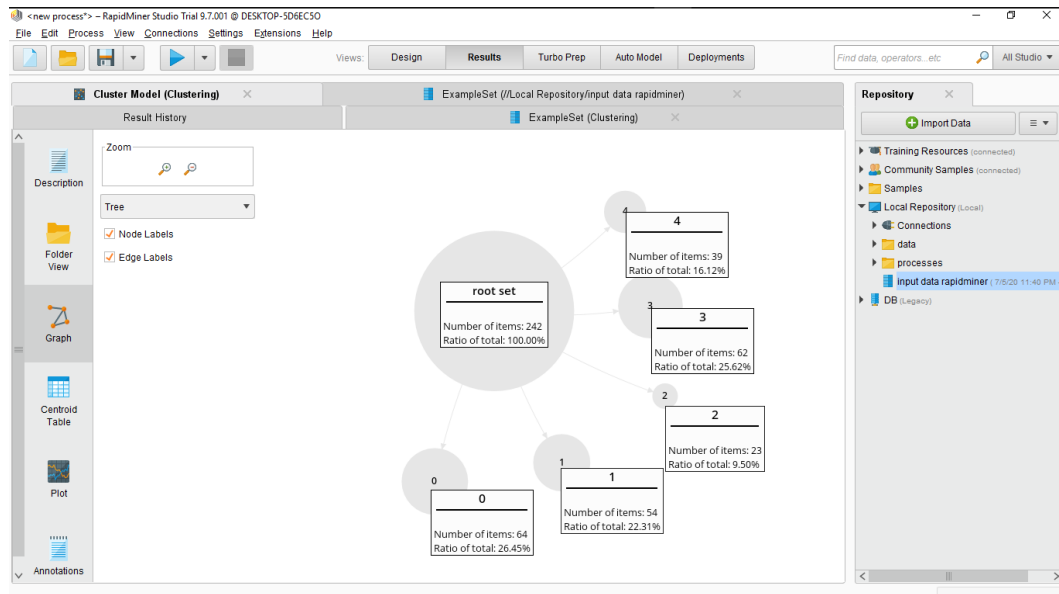 <new process*> – RapidMiner Studio Trial 9.7.001 @ DESKTOP-5D6EC5O
File Edit Process View Connections Settings Extensions Help
Views: Design Results Turbo Prep Auto Model Deployments Find data, operators...etc All Studio
Cluster Model (Clustering) ExampleSet (//Local Repository/input data rapidminer)
Result History ExampleSet (Clustering)
Description
Folder View
Graph
Centroid Table
Plot
Annotations
Zoom
Tree
Node Labels
Edge Labels
root set
Number of items: 242
Ratio of total: 100.00%
4
4
Number of items: 39
Ratio of total: 16.12%
3
3
Number of items: 62
Ratio of total: 25.62%
2
2
Number of items: 23
Ratio of total: 9.50%
1
1
Number of items: 54
Ratio of total: 22.31%
0
0
Number of items: 64
Ratio of total: 26.45%
Repository
Import Data
Training Resources (connected)
Community Samples (connected)
Samples
Local Repository (Local)
Connections
data
processes
input data rapidminer (7/5/20 11:40 PM
DB (Legacy)